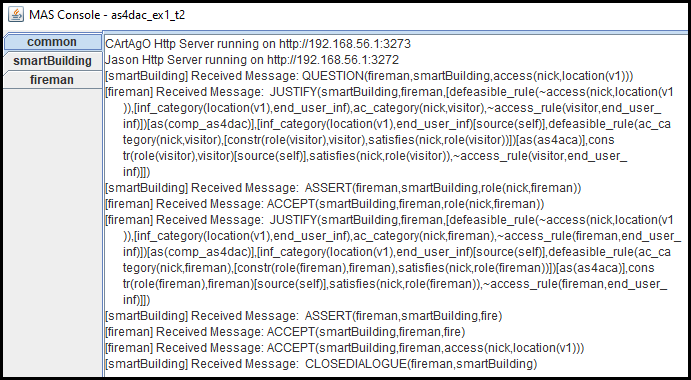 MAS Console - as4dac_ex1_t2
common
smartBuilding
fireman
CArtAgO Http Server running on http://192.168.56.1:3273
Jason Http Server running on http://192.168.56.1:3272
[smartBuilding] Received Message: QUESTION(fireman,smartBuilding,access(nick,location(v1)))
[fireman] Received Message:  JUSTIFY(smartBuilding,fireman,[defeasible_rule(~access(nick,location(v1
)),[inf_category(location(v1),end_user_inf),ac_category(nick,visitor),~access_rule(visitor,end_user_
inf)])[as(comp_as4dac)],[inf_category(location(v1),end_user_inf)[source(self)],defeasible_rule(ac_ca
tegory(nick,visitor),[constr(role(visitor),visitor),satisfies(nick,role(visitor))])[as(as4aca)],cons
tr(role(visitor),visitor)[source(self)],satisfies(nick,role(visitor)),~access_rule(visitor,end_user_
inf)]])
[smartBuilding] Received Message:  ASSERT(fireman,smartBuilding,role(nick,fireman))
[fireman] Received Message: ACCEPT(smartBuilding,fireman,role(nick,fireman))
[fireman] Received Message:  JUSTIFY(smartBuilding,fireman,[defeasible_rule(~access(nick,location(v1
)),[inf_category(location(v1),end_user_inf),ac_category(nick,fireman),~access_rule(fireman,end_user_
inf)])[as(comp_as4dac)],[inf_category(location(v1),end_user_inf)[source(self)],defeasible_rule(ac_ca
tegory(nick,fireman),[constr(role(fireman),fireman),satisfies(nick,role(fireman))])[as(as4aca)],cons
tr(role(fireman),fireman)[source(self)],satisfies(nick,role(fireman)),~access_rule(fireman,end_user_
inf)]])
[smartBuilding] Received Message:  ASSERT(fireman,smartBuilding,fire)
[fireman] Received Message: ACCEPT(smartBuilding,fireman,fire)
[fireman] Received Message: ACCEPT(smartBuilding,fireman,access(nick,location(v1)))
[smartBuilding] Received Message:  CLOSEDIALOGUE(fireman,smartBuilding)